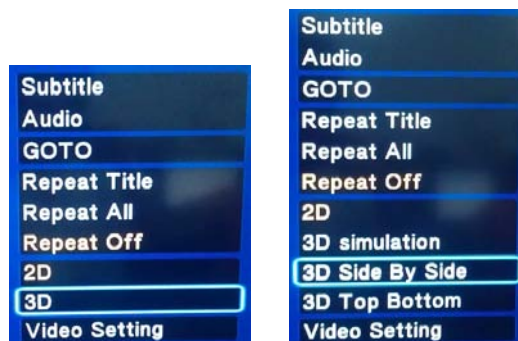 Subtitle
Audio
GOTO
Repeat Title
Repeat All
Repeat Off
2D
3D
Video Setting
Subtitle
Audio
GOTO
Repeat Title
Repeat All
Repeat Off
2D
3D simulation
3D Side By Side
3D Top Bottom
Video Setting